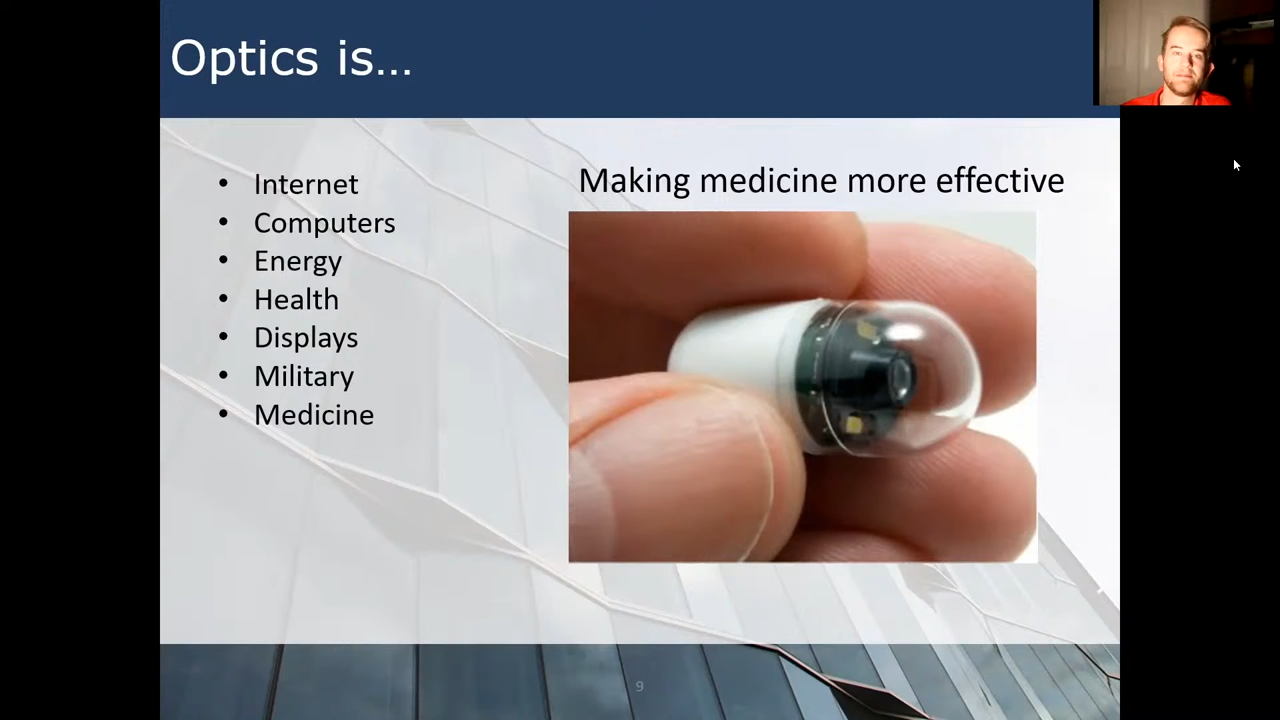 Optics is…
• Internet
• Computers
• Energy
• Health
• Displays
• Military
• Medicine
Making medicine more effective
9